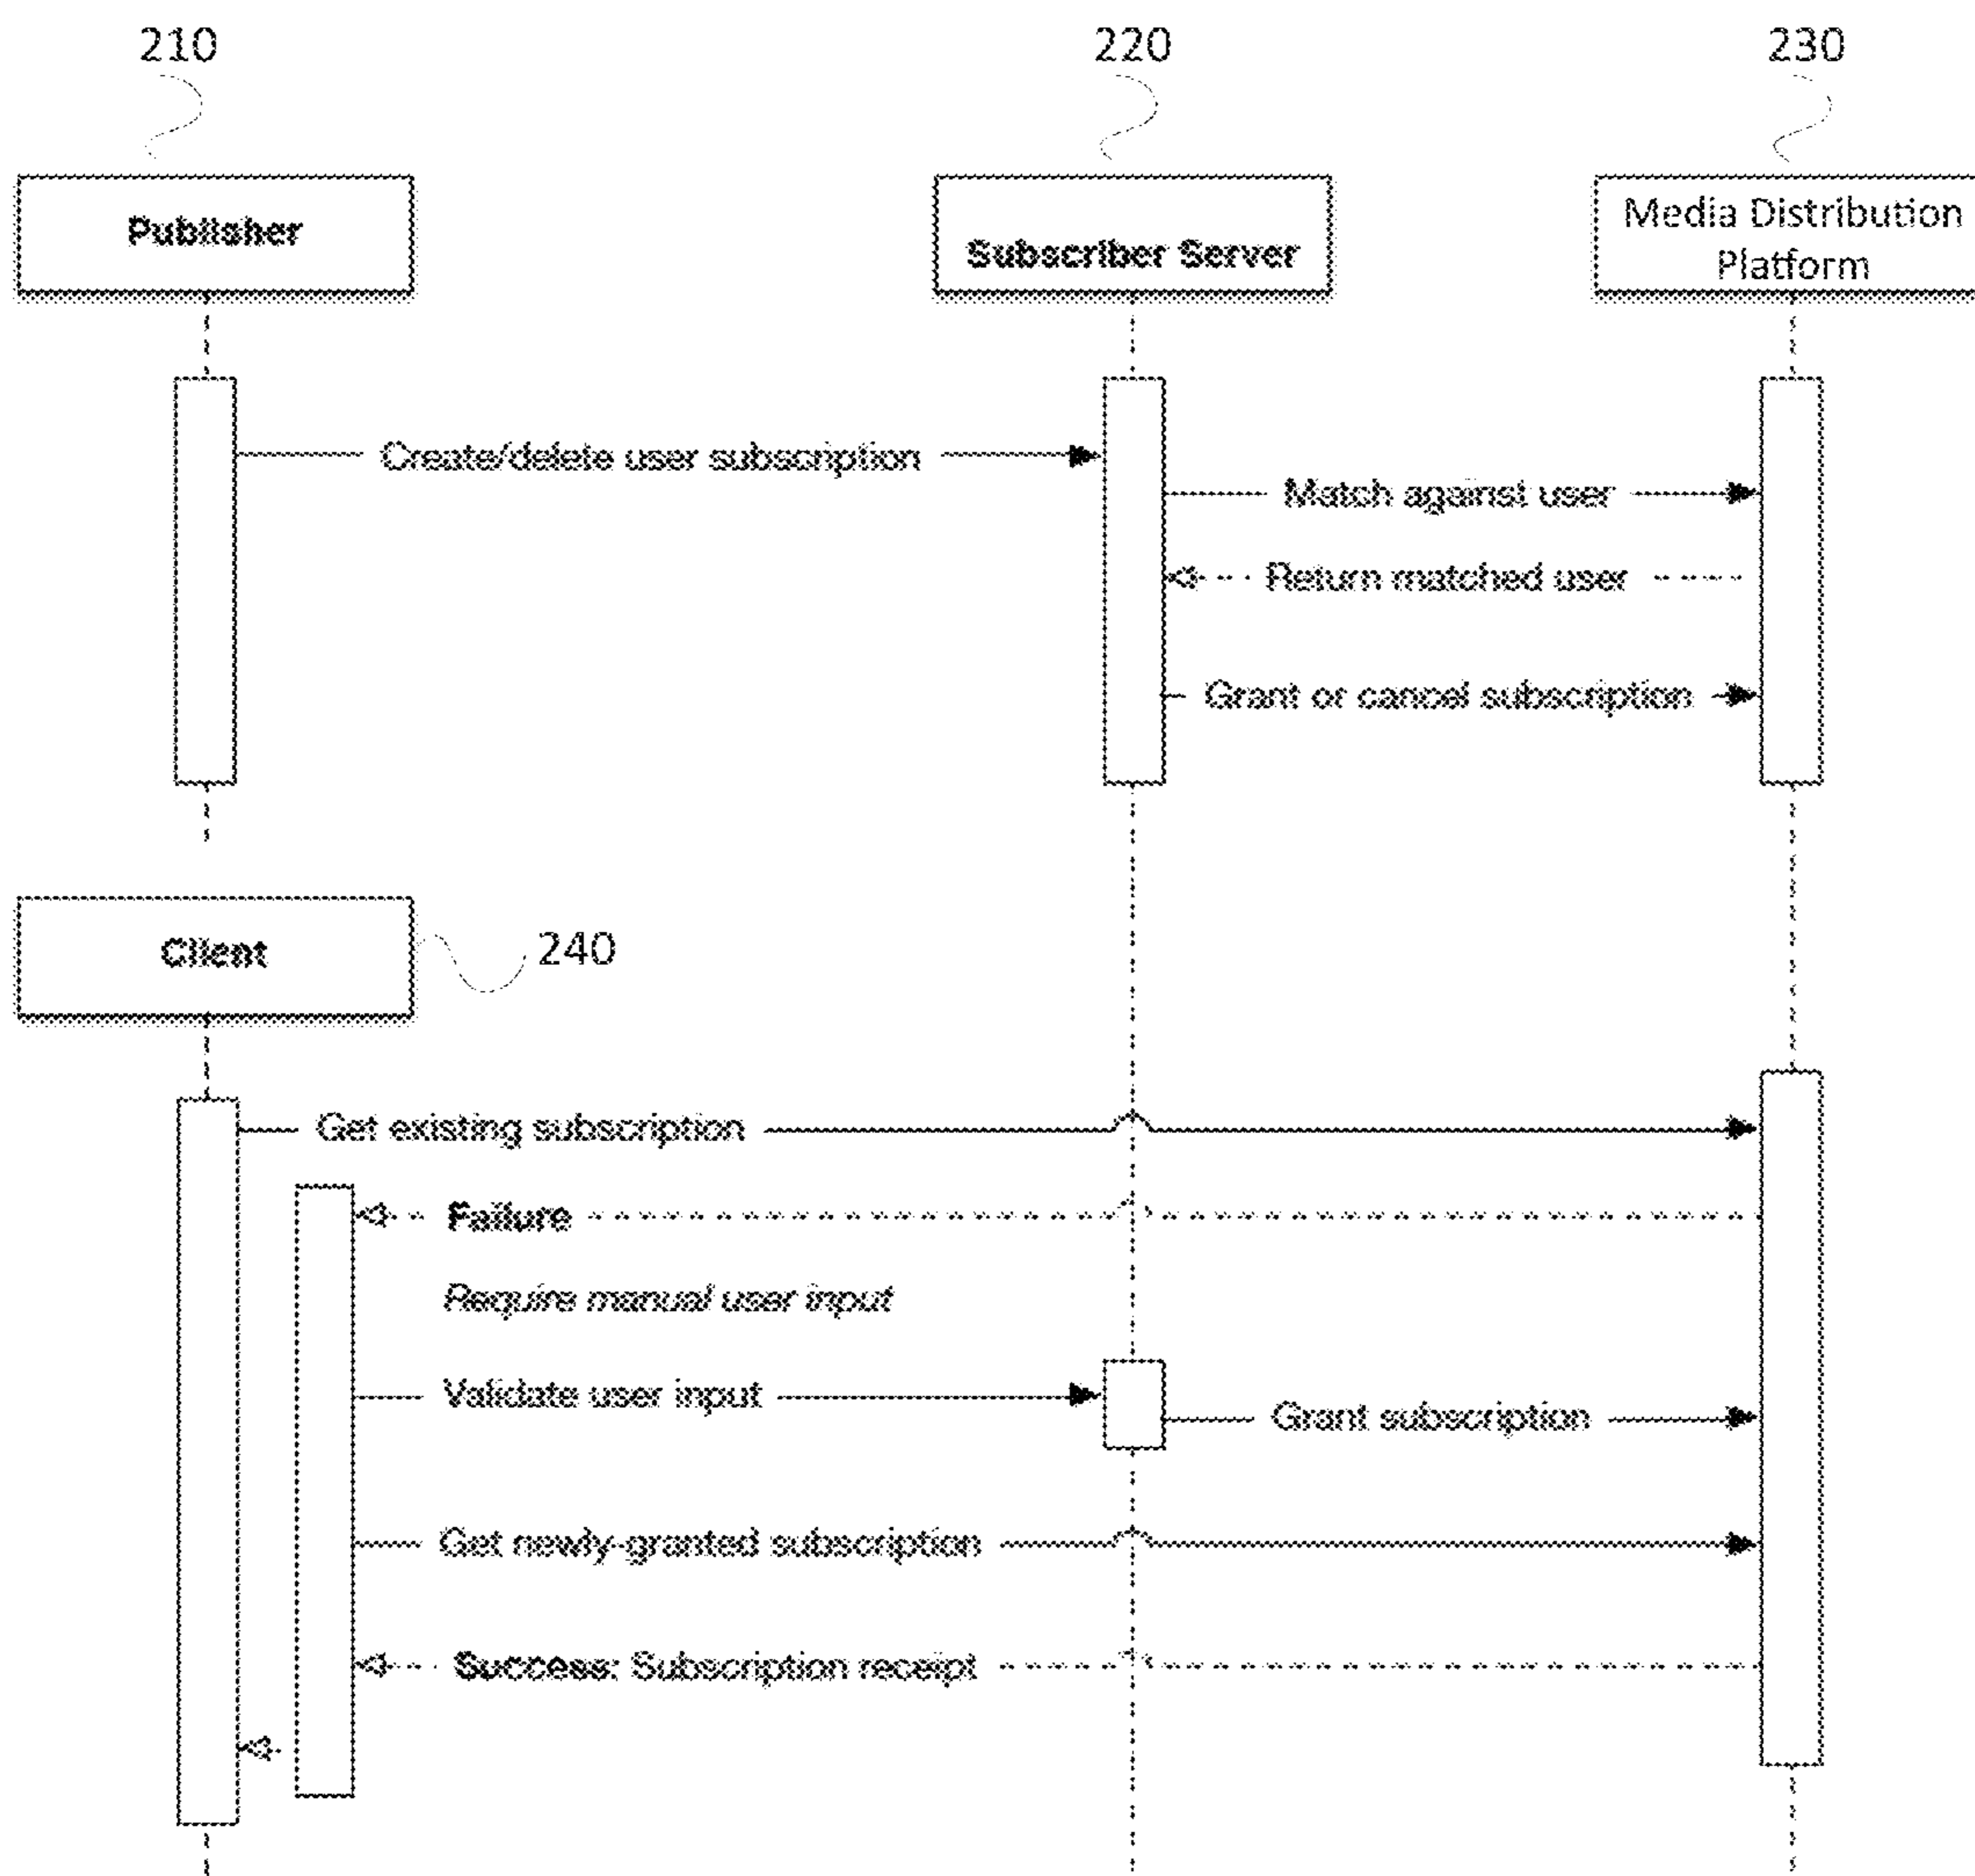 210
220
230
Publisher
Subscriber Server
Media Distribution
Platform
Create/delete user subscription
Match against user
Return matched user
Grant or cancel subscription
Client
240
Get existing subscription
Failure
Require manual user input
Validate user input
Grant subscription
Get newly-granted subscription
Success: Subscription receipt